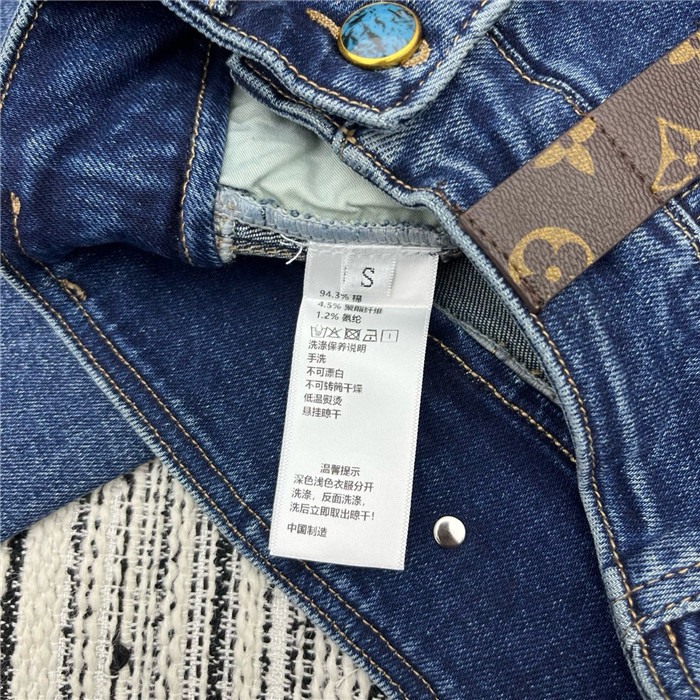 S
94.3% 棉
4.5% 聚酯纤维
1.2% 氨纶
洗涤保养说明
手洗
不可漂白
不可转筒干燥
低温熨烫
悬挂晾干
温馨提示
深色浅色衣服分开
洗涤，反面洗涤，
洗后立即取出晾干！
中国制造
LV